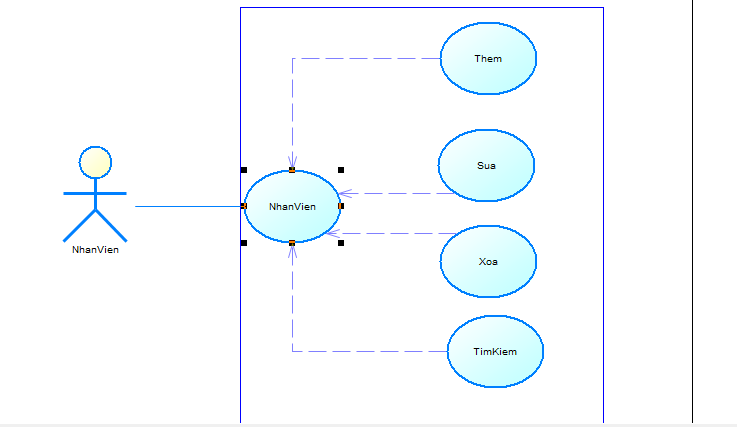 Them
Sua
NhanVien
NhanVien
Xoa
TimKiem